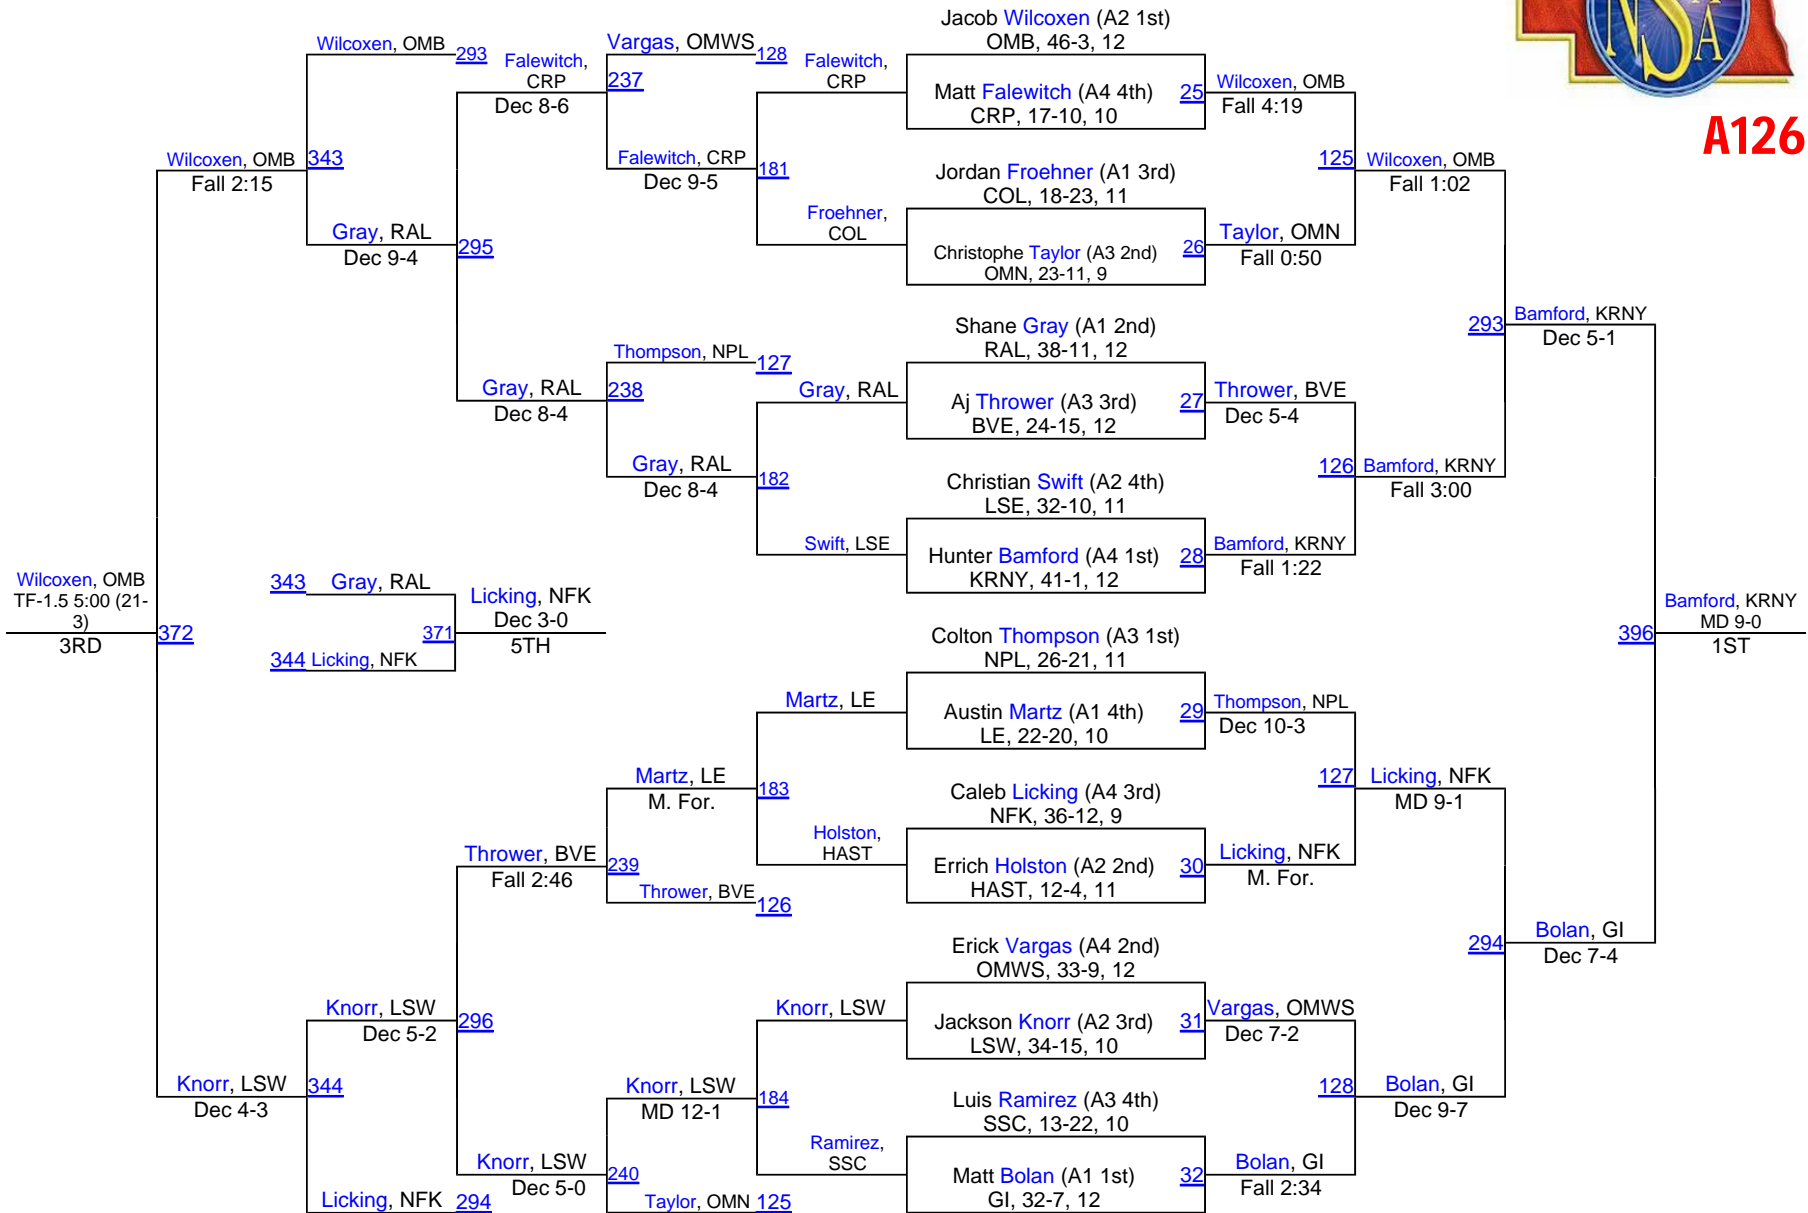 Jacob Wilcoxen (A2 1st)
OMB, 46-3, 12
Matt Falewitch (A4 4th)
CRP, 17-10, 10
Jordan Froehner (A1 3rd)
COL, 18-23, 11
Christophe Taylor (A3 2nd)
OMN, 23-11, 9
Shane Gray (A1 2nd)
RAL, 38-11, 12
Aj Thrower (A3 3rd)
BVE, 24-15, 12
Christian Swift (A2 4th)
LSE, 32-10, 11
Hunter Bamford (A4 1st)
KRNY, 41-1, 12
Colton Thompson (A3 1st)
NPL, 26-21, 11
Austin Martz (A1 4th)
LE, 22-20, 10
Caleb Licking (A4 3rd)
NFK, 36-12, 9
Errich Holston (A2 2nd)
HAST, 12-4, 11
Erick Vargas (A4 2nd)
OMWS, 33-9, 12
Jackson Knorr (A2 3rd)
LSW, 34-15, 10
Luis Ramirez (A3 4th)
SSC, 13-22, 10
Matt Bolan (A1 1st)
GI, 32-7, 12
25 Wilcoxen, OMB
Fall 4:19
26 Taylor, OMN
Fall 0:50
27 Thrower, BVE
Dec 5-4
28 Bamford, KRNY
Fall 1:22
29 Thompson, NPL
Dec 10-3
30 Licking, NFK
M. For.
31 Vargas, OMWS
Dec 7-2
32 Bolan, GI
Fall 2:34
125 Wilcoxen, OMB
Fall 1:02
126 Bamford, KRNY
Fall 3:00
127 Licking, NFK
MD 9-1
128 Bolan, GI
Dec 9-7
293 Bamford, KRNY
Dec 5-1
294 Bolan, GI
Dec 7-4
396 Bamford, KRNY
MD 9-0
1ST
NSAA
A126
Falewitch,
CRP
Froehner,
COL
Gray, RAL
Swift, LSE
Martz, LE
Holston,
HAST
Knorr, LSW
Ramirez,
SSC
Vargas, OMWS 128
Falewitch, CRP 181
Dec 9-5
Thompson, NPL 127
Gray, RAL 182
Dec 8-4
Martz, LE 183
M. For.
Thrower, BVE 126
Knorr, LSW 184
MD 12-1
Taylor, OMN 125
Falewitch,
CRP 237
Dec 8-6
Gray, RAL 238
Dec 8-4
Thrower, BVE 239
Fall 2:46
Knorr, LSW 240
Dec 5-0
Wilcoxen, OMB 293
Gray, RAL 295
Dec 9-4
Knorr, LSW 296
Dec 5-2
Licking, NFK 294
Wilcoxen, OMB 343
Fall 2:15
Knorr, LSW 344
Dec 4-3
343 Gray, RAL
344 Licking, NFK
371 Licking, NFK
Dec 3-0
5TH
Wilcoxen, OMB
TF-1.5 5:00 (21-
3)
372
3RD